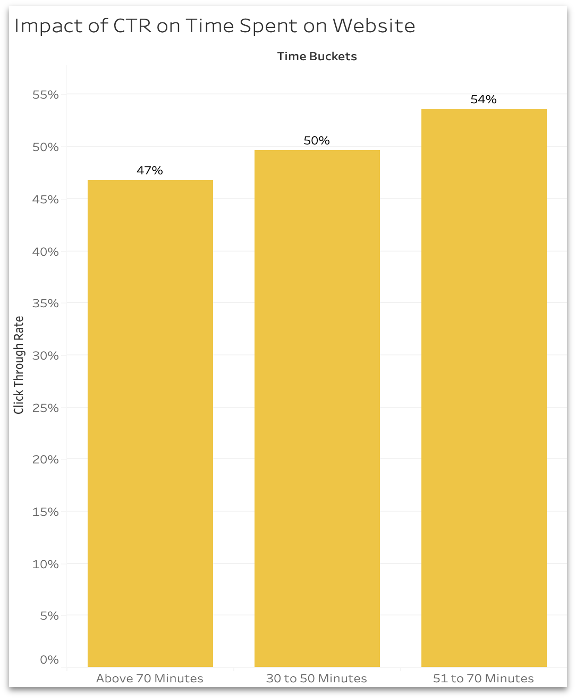 Impact of CTR on Time Spent on Website
Time Buckets
55%
50%
45%
40%
35%
30%
25%
20%
15%
10%
5%
0%
Click Through Rate
47%
50%
54%
Above 70 Minutes
30 to 50 Minutes
51 to 70 Minutes